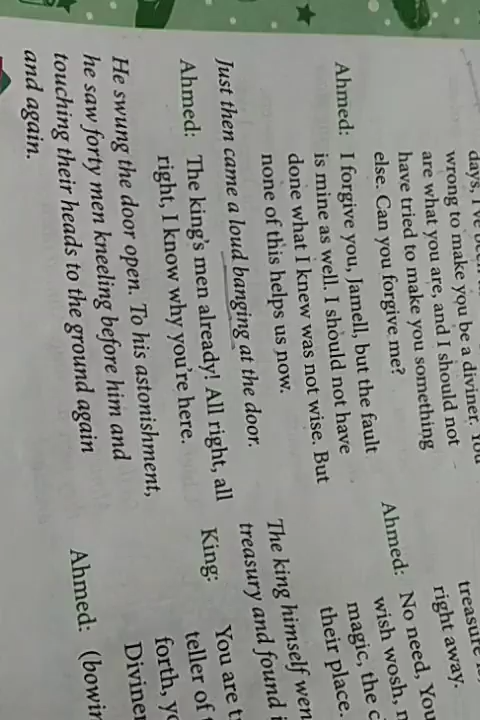 days, I've been
wrong to make you be a diviner. You
are what you are, and I should not
have tried to make you something
else. Can you forgive me?
Ahmed: I forgive you, Jamell, but the fault
is mine as well. I should not have
done what I knew was not wise. But
none of this helps us now.
Just then came a loud banging at the door.
Ahmed: The king's men already! All right, all
right, I know why you're here.
He swung the door open. To his astonishment,
he saw forty men kneeling before him and
touching their heads to the ground again
and again.
treasure
right away.
Ahmed: No need, You
wish wosh,
magic, the
their place.
The king himself wen
treasury and found
King: You are
teller of
forth, yo
Diviner
Ahmed: (bowin